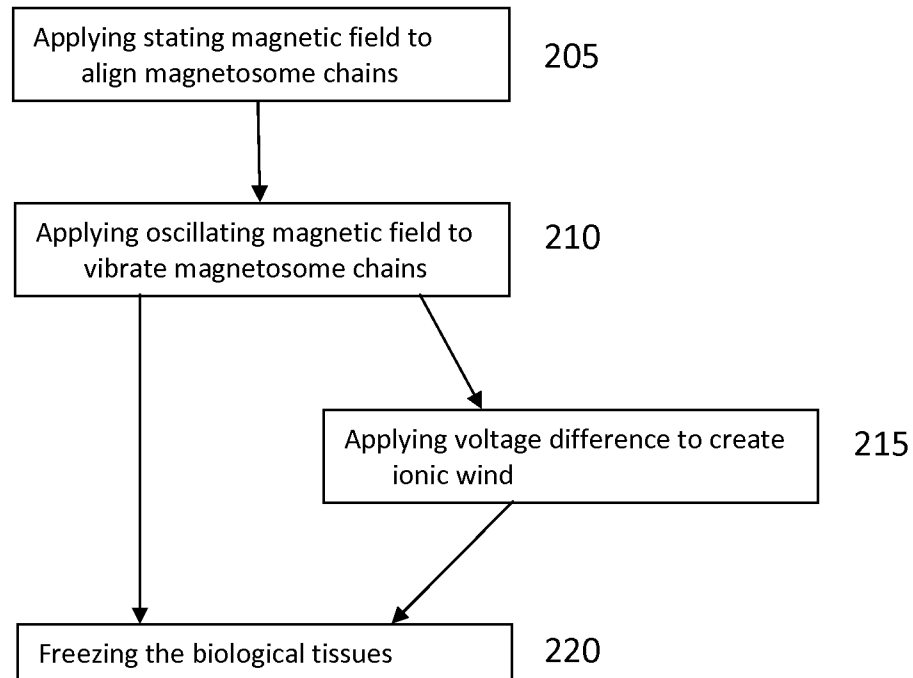 Applying stating magnetic field to
align magnetosome chains
205
Applying oscillating magnetic field to
vibrate magnetosome chains
210
Applying voltage difference to create
ionic wind
215
Freezing the biological tissues
220